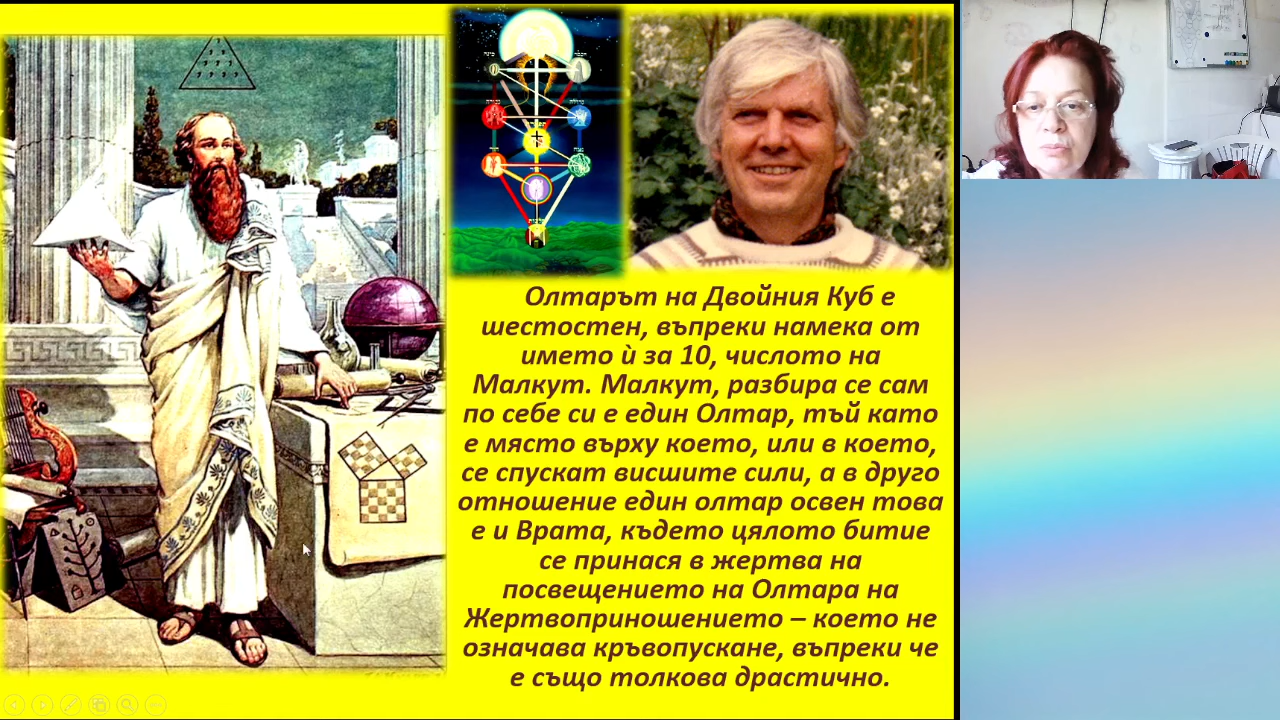 Олтарът на Двойния Куб е
шестостен, въпреки намека от
името ѝ за 10, числото на
Малкут. Малкут, разбира се сам
по себе си е един Олтар, тъй като
е място върху което, или в което,
се спускат висшите сили, а в друго
отношение един олтар освен това
е и Врата, където цялото битие
се принася в жертва на
посвещението на Олтара на
Жертвоприношението – което не
означава кръвопускане, въпреки че
е също толкова драстично.